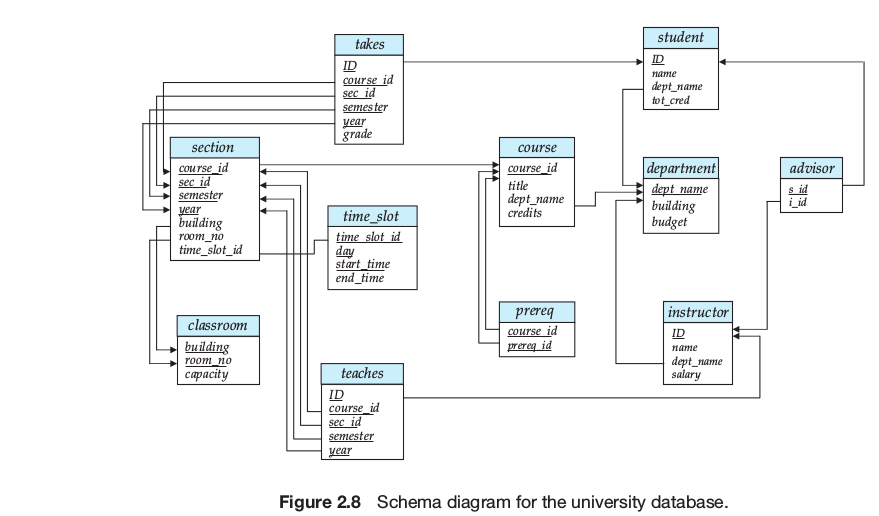 takes
ID
course_id
sec_id
semester
year
grade
student
ID
name
dept_name
tot_cred
section
course_id
sec_id
semester
year
building
room_no
time_slot_id
course
course_id
title
dept_name
credits
department
dept_name
building
budget
advisor
s_id
i_id
time_slot
time_slot_id
day
start_time
end_time
prereq
course_id
prereq_id
instructor
ID
name
dept_name
salary
classroom
building
room_no
capacity
teaches
ID
course_id
sec_id
semester
year
Figure 2.8 Schema diagram for the university database.